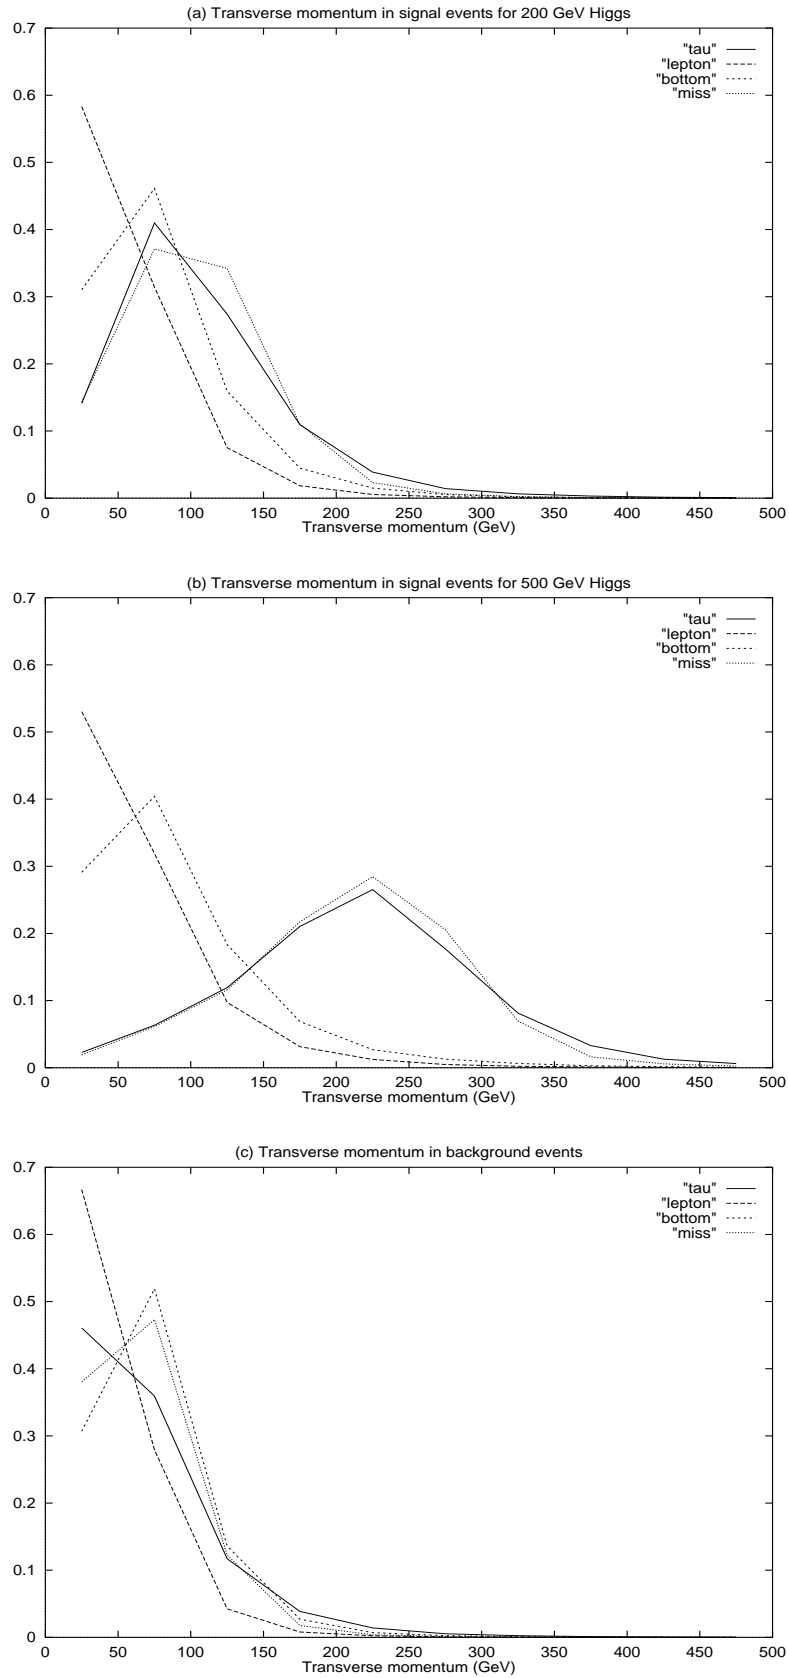 (a) Transverse momentum in signal events for 200 GeV Higgs
0.7
0.6
0.5
0.4
0.3
0.2
0.1
0
"tau"
"lepton"
"bottom"
"miss"
0 50 100 150 200 250 300 350 400 450 500
Transverse momentum (GeV)
(b) Transverse momentum in signal events for 500 GeV Higgs
0.7
0.6
0.5
0.4
0.3
0.2
0.1
0
"tau"
"lepton"
"bottom"
"miss"
0 50 100 150 200 250 300 350 400 450 500
Transverse momentum (GeV)
(c) Transverse momentum in background events
0.7
0.6
0.5
0.4
0.3
0.2
0.1
0
"tau"
"lepton"
"bottom"
"miss"
0 50 100 150 200 250 300 350 400 450 500
Transverse momentum (GeV)